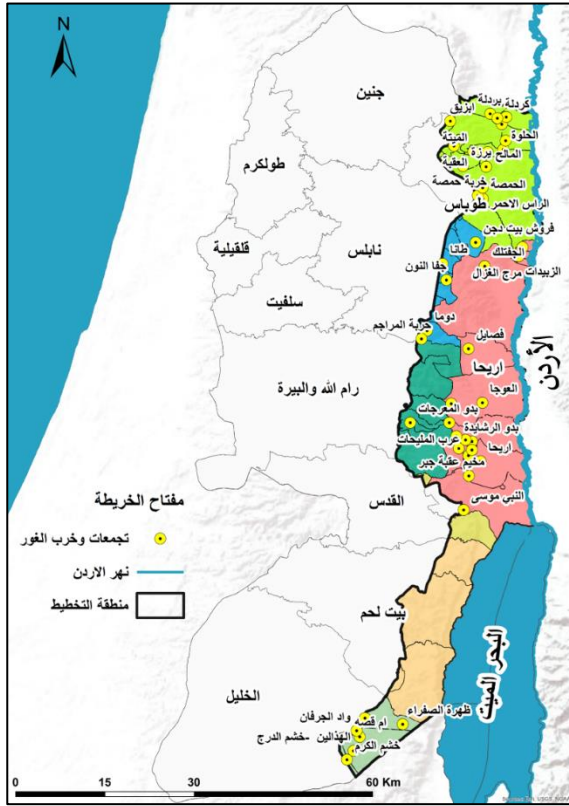 N
جنين
ابزيق
بردلة
كردلة
الحلوة
الميتة
المالح
برزة
العقبة
طولكرم
خربة حمصة
الحمصة
الراس الاحمر
طوباس
فروش بيت دجن
طانا
الجفتلك
نابلس
قلقيلية
جفا النون
الزبيدات
مرج الغزال
سلفيت
دوما
خربة المراجم
فصايل
أريحا
الأردن
رام الله والبيرة
العوجا
بدو المعرجات
بدو الرشايدة
عرب المليحات
اريحا
مخيم عقبة جبر
القدس
النبي موسى
مفتاح الخريطة
تجمعات وخرب الغور
نهر الاردن
منطقة التخطيط
بيت لحم
البحر الميت
الخليل
ظهرة الصفراء
واد الجرفان
ام قصه
الهذالين -خشم الدرج
خشم الكرم
0 15 30 60 Km